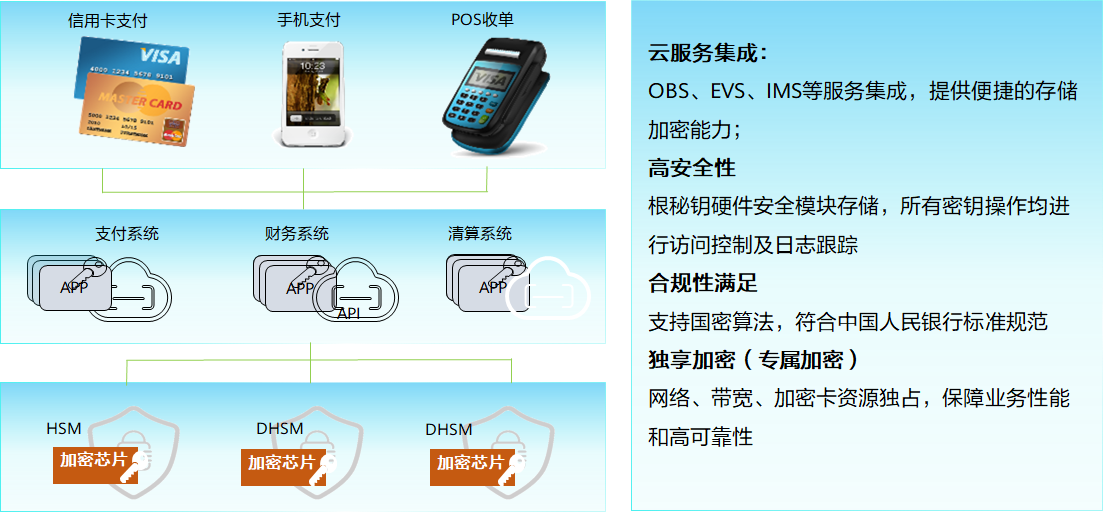 信用卡支付
手机支付
POS收单
VISA
4000 1234 5678 9101
MASTER CARD
5000 1234 5678 9101
10:23
VISA
支付系统
财务系统
清算系统
APP
APP
API
APP
HSM
DHSM
DHSM
加密芯片
加密芯片
加密芯片
云服务集成：
OBS、EVS、IMS等服务集成，提供便捷的存储
加密能力；
高安全性
根秘钥硬件安全模块存储，所有密钥操作均进
行访问控制及日志跟踪
合规性满足
支持国密算法，符合中国人民银行标准规范
独享加密（专属加密）
网络、带宽、加密卡资源独占，保障业务性能
和高可靠性